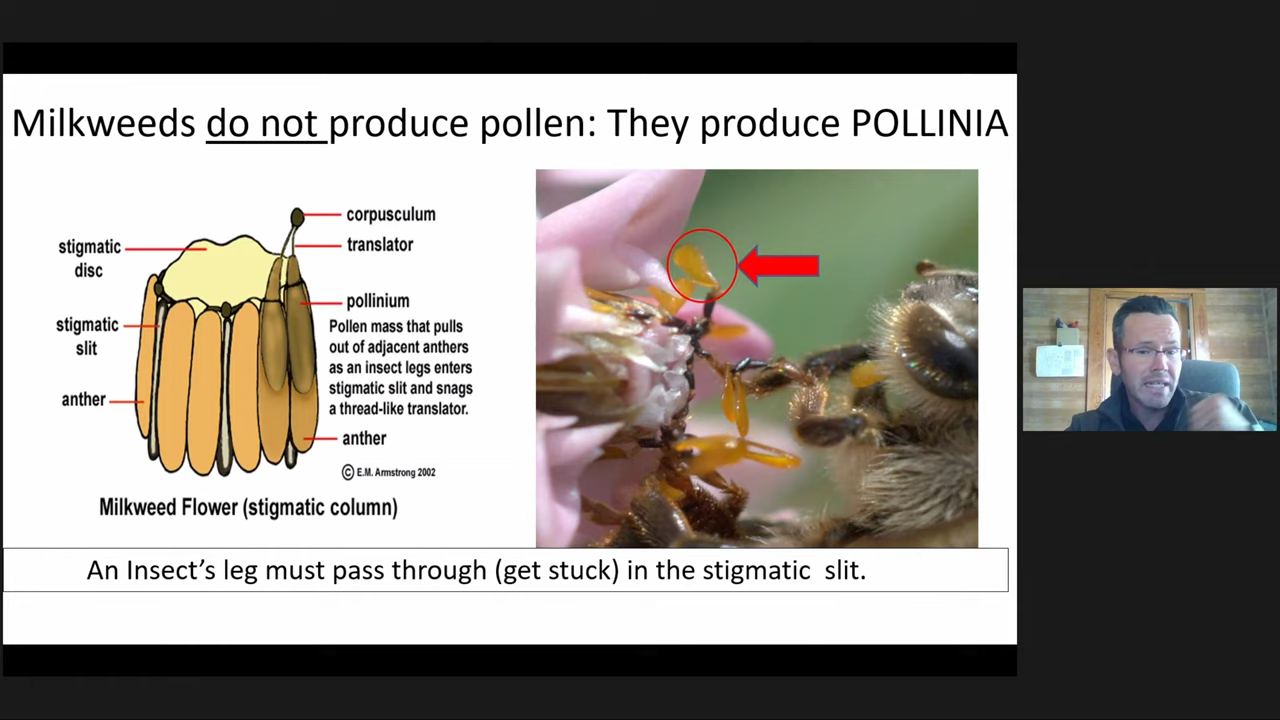 Milkweeds do not produce pollen: They produce POLLINIA
corpusculum
translator
stigmatic
disc
pollinium
Pollen mass that pulls
out of adjacent anthers
as an insect legs enters
stigmatic slit and snags
a thread-like translator.
stigmatic
slit
anther
anther
© E.M. Armstrong 2002
Milkweed Flower (stigmatic column)
An Insect's leg must pass through (get stuck) in the stigmatic slit.